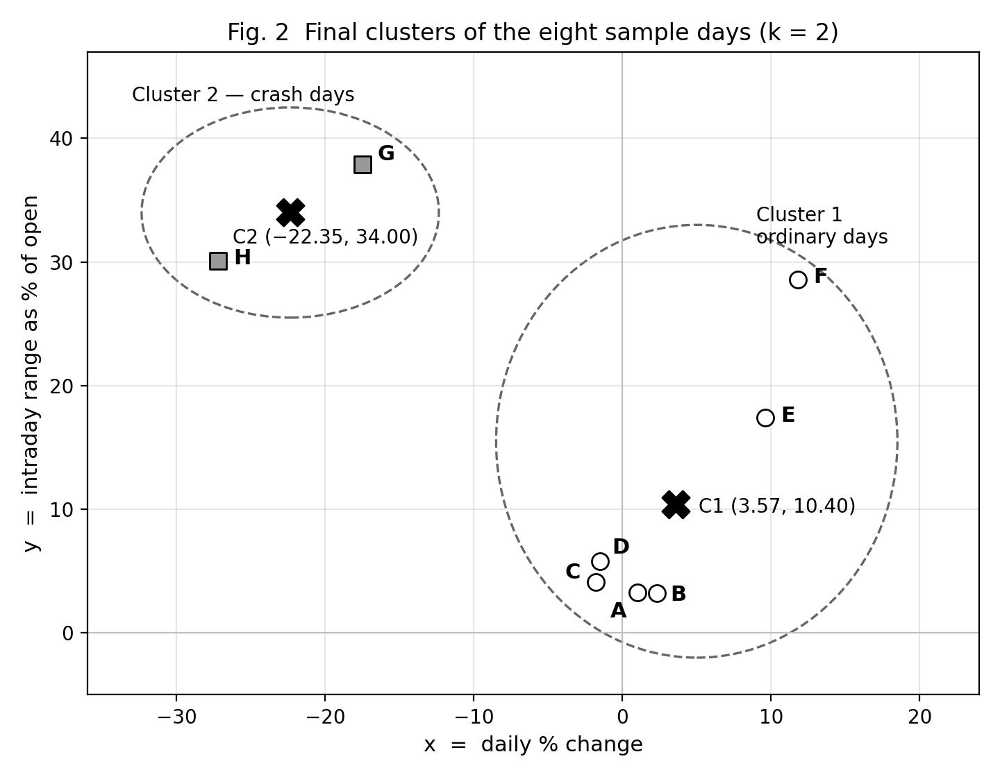 Fig. 2  Final clusters of the eight sample days (k = 2)
Cluster 2 — crash days
G
C2 (−22.35, 34.00)
H
Cluster 1
ordinary days
F
E
C1 (3.57, 10.40)
D
C
B
A
40
30
20
10
0
y  =  intraday range as % of open
−30
−20
−10
0
10
20
x  =  daily % change